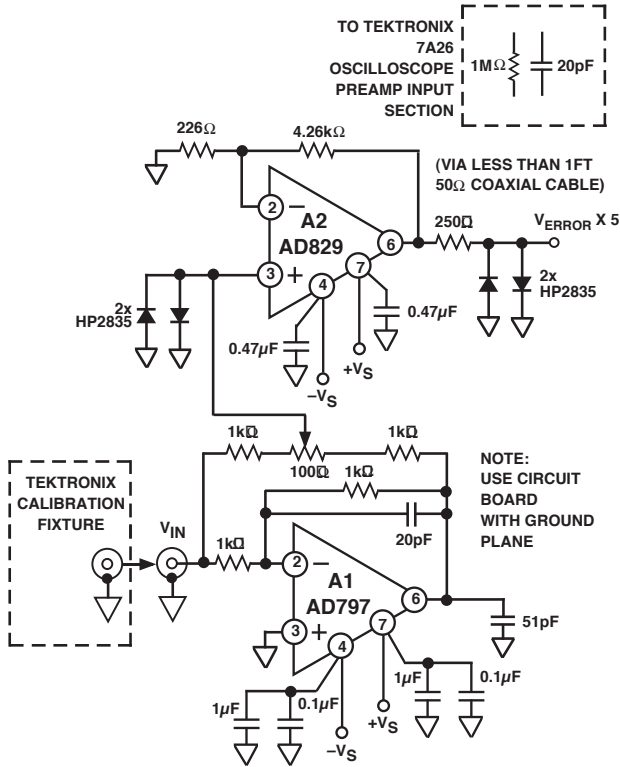 TO TEKTRONIX
7A26
OSCILLOSCOPE
PREAMP INPUT
SECTION
1MΩ
20pF
226Ω
4.26kΩ
(VIA LESS THAN 1FT
50Ω COAXIAL CABLE)
2
–
A2
AD829
3
+
6
7
4
250Ω
VERROR X 5
2x
HP2835
2x
HP2835
0.47µF
0.47µF
+VS
–VS
1kΩ
100Ω
1kΩ
1kΩ
20pF
NOTE:
USE CIRCUIT
BOARD
WITH GROUND
PLANE
TEKTRONIX
CALIBRATION
FIXTURE
VIN
1kΩ
2
–
A1
AD797
3
+
6
7
4
51pF
1µF
0.1µF
1µF
0.1µF
+VS
–VS